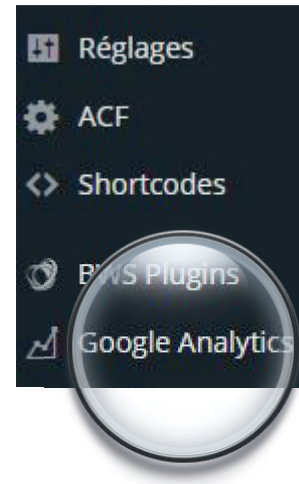 Réglages
ACF
Shortcodes
BWS Plugins
Google Analytics